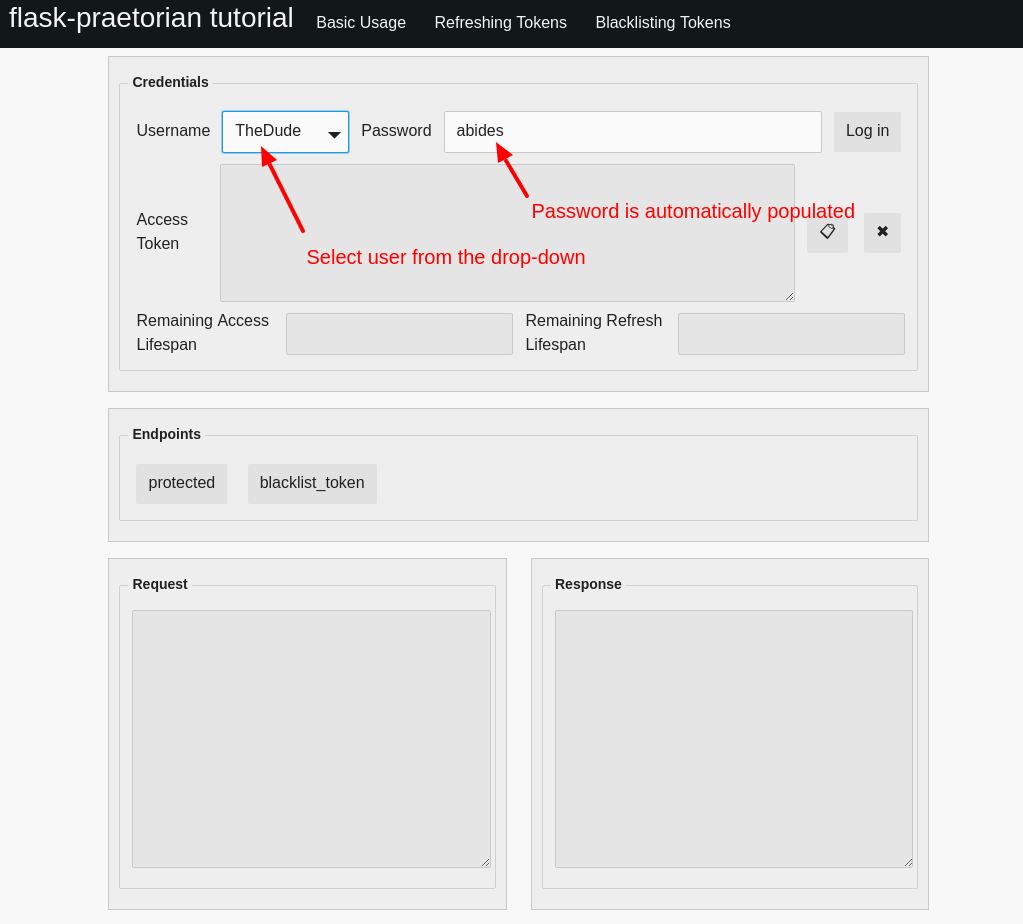 flask-praetorian tutorial Basic Usage Refreshing Tokens Blacklisting Tokens
Credentials
Username TheDude Password abides Log in
Password is automatically populated
Access
Token
Select user from the drop-down
Remaining Access
Lifespan
Remaining Refresh
Lifespan
Endpoints
protected blacklist_token
Request
Response